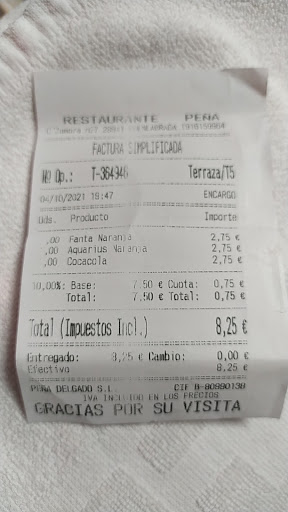 RESTAURANTE PEÑA
FACTURA SIMPLIFICADA
Nº Op.: T-364946 Terraza/T5
04/10/2021 19:47 ENCARGO
Uds. Producto Importe
,00 Fanta Naranja 2,75 €
,00 Aquarius Naranja 2,75 €
,00 Cocacola 2,75 €
10,00%: Base: 7,50 € Cuota: 0,75 €
Total: 7,50 € Total: 0,75 €
Total (Impuestos Incl.) 8,25 €
Entregado: 8,25 € Cambio: 0,00 €
Efectivo 8,25 €
PEÑA DELGADO S.L. CIF
IVA INCLUIDO EN LOS PRECIOS
GRACIAS POR SU VISITA